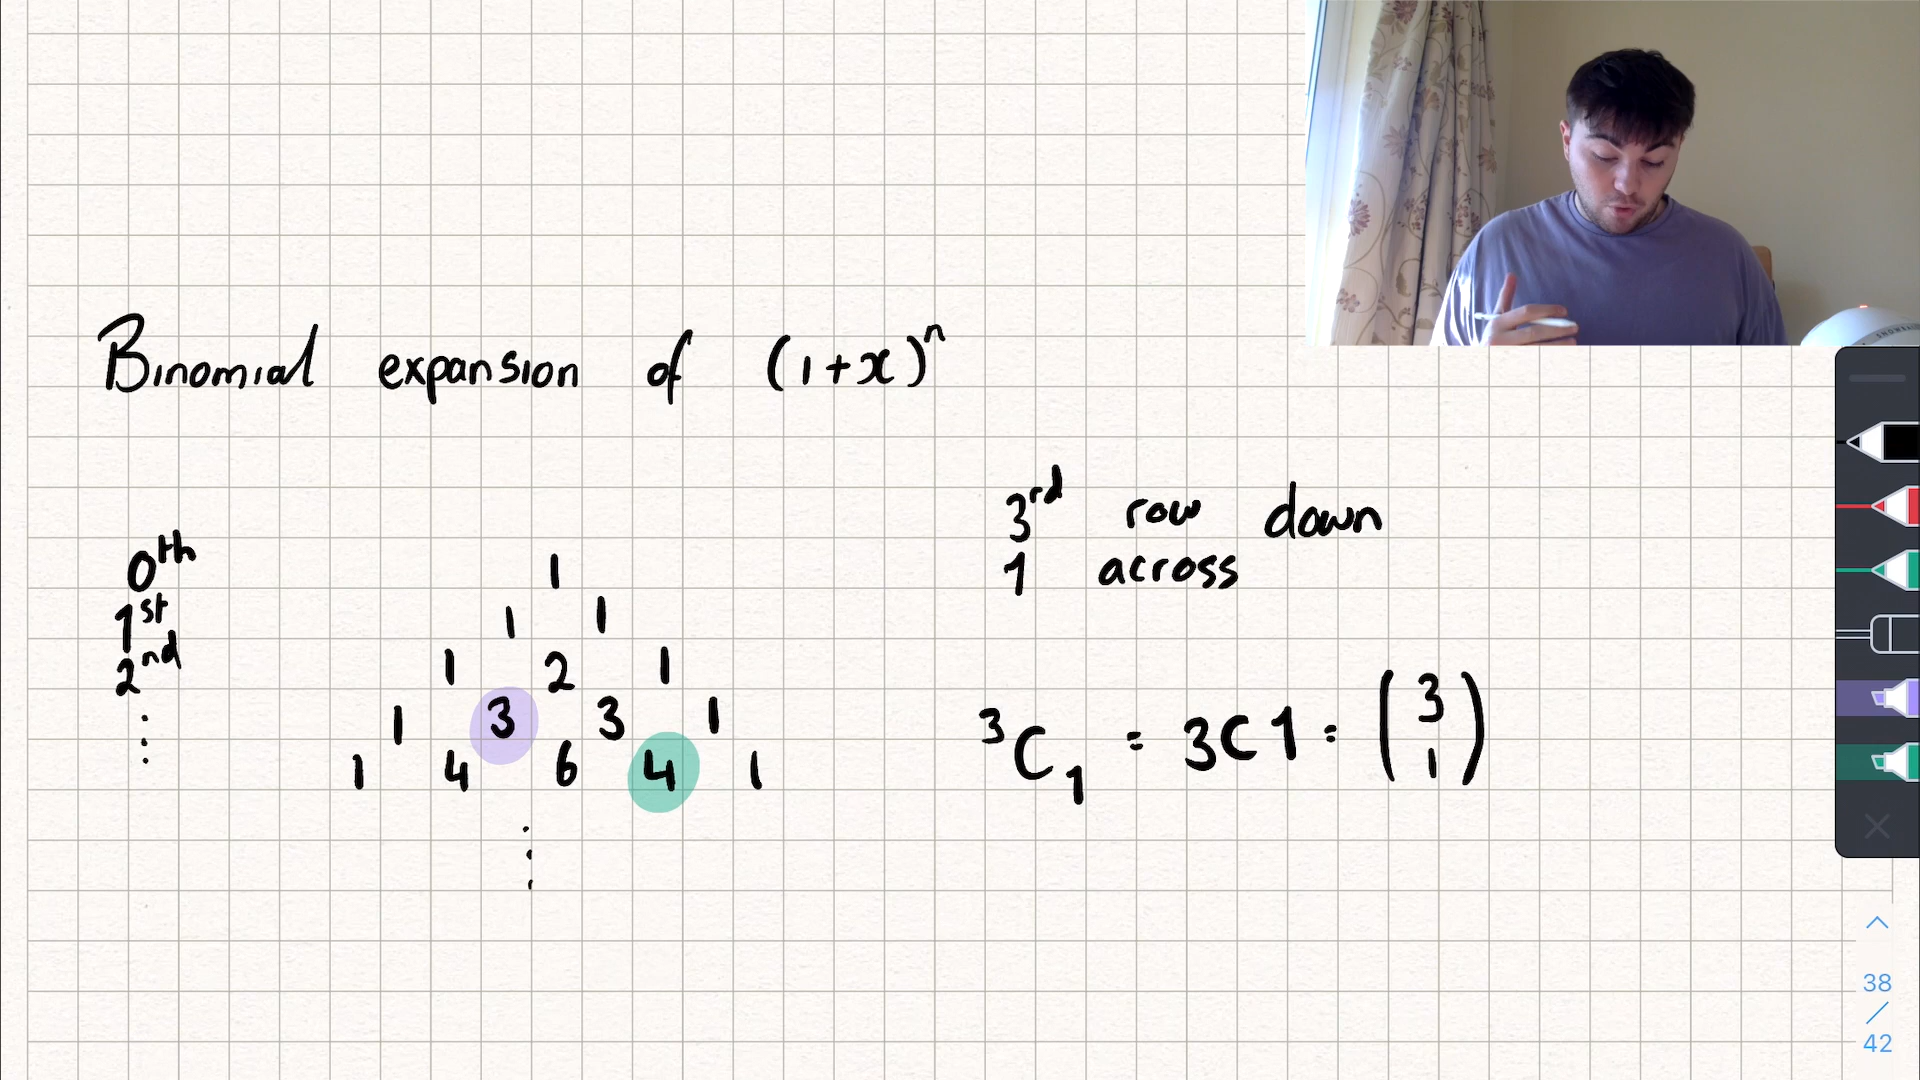 Binomial expansion of (1+x)ⁿ
3rd row down
1 across
0th
1st
2nd
⋮
1
1 1
1 2 1
1 3 3 1
1 4 6 4 1
⋮
³C₁ = 3C1 = (3 1)
38
/
42